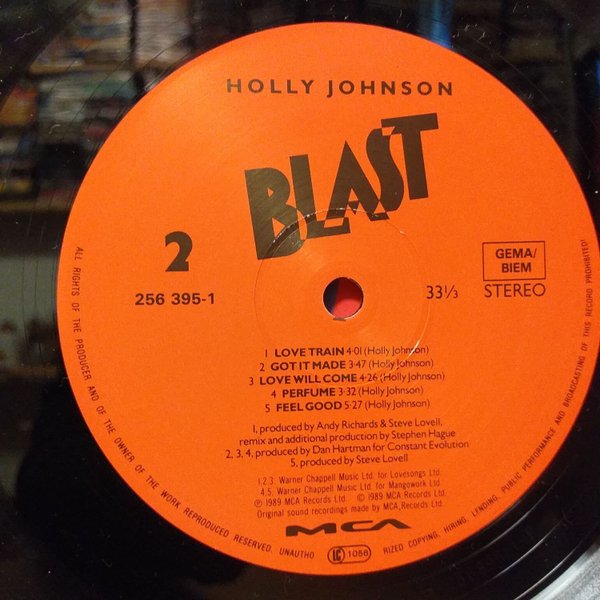 HOLLY JOHNSON
BLAST
2
256 395-1
GEMA/
BIEM
33⅓ STEREO
1 LOVE TRAIN 4·01 (Holly Johnson)
2 GOT IT MADE 3·47 (Holly Johnson)
3 LOVE WILL COME 4·26 (Holly Johnson)
4 PERFUME 3·32 (Holly Johnson)
5 FEEL GOOD 5·27 (Holly Johnson)
1, produced by Andy Richards & Steve Lovell,
remix and additional production by Stephen Hague
2, 3, 4, produced by Dan Hartman for Constant Evolution
5, produced by Steve Lovell
1,2,3, Warner Chappell Music Ltd. for Lovesongs Ltd.
4,5, Warner Chappell Music Ltd. for Mangowork Ltd.
Ⓟ 1989 MCA Records Ltd. © 1989 MCA Records Ltd.
Original sound recordings made by MCA Records Ltd.
MCA
LC 1056
ALL RIGHTS OF THE PRODUCER AND OF THE OWNER OF THE WORK REPRODUCED RESERVED. UNAUTHO RIZED COPYING, HIRING, LENDING, PUBLIC PERFORMANCE AND BROADCASTING OF THIS RECORD PROHIBITED!